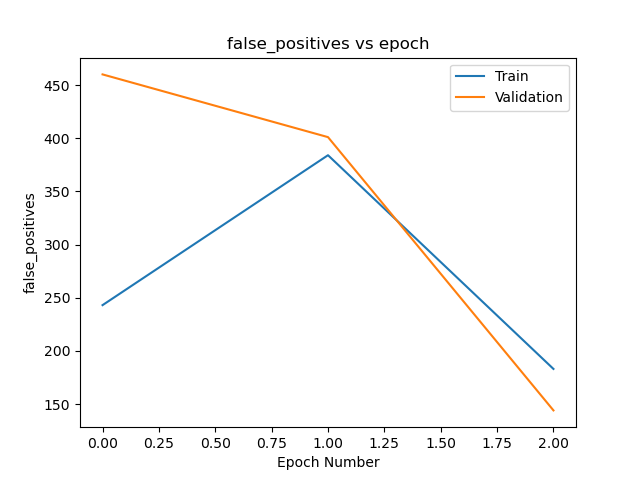 false_positives vs epoch
Train
Validation
450
400
350
300
250
200
150
false_positives
0.00 0.25 0.50 0.75 1.00 1.25 1.50 1.75 2.00
Epoch Number